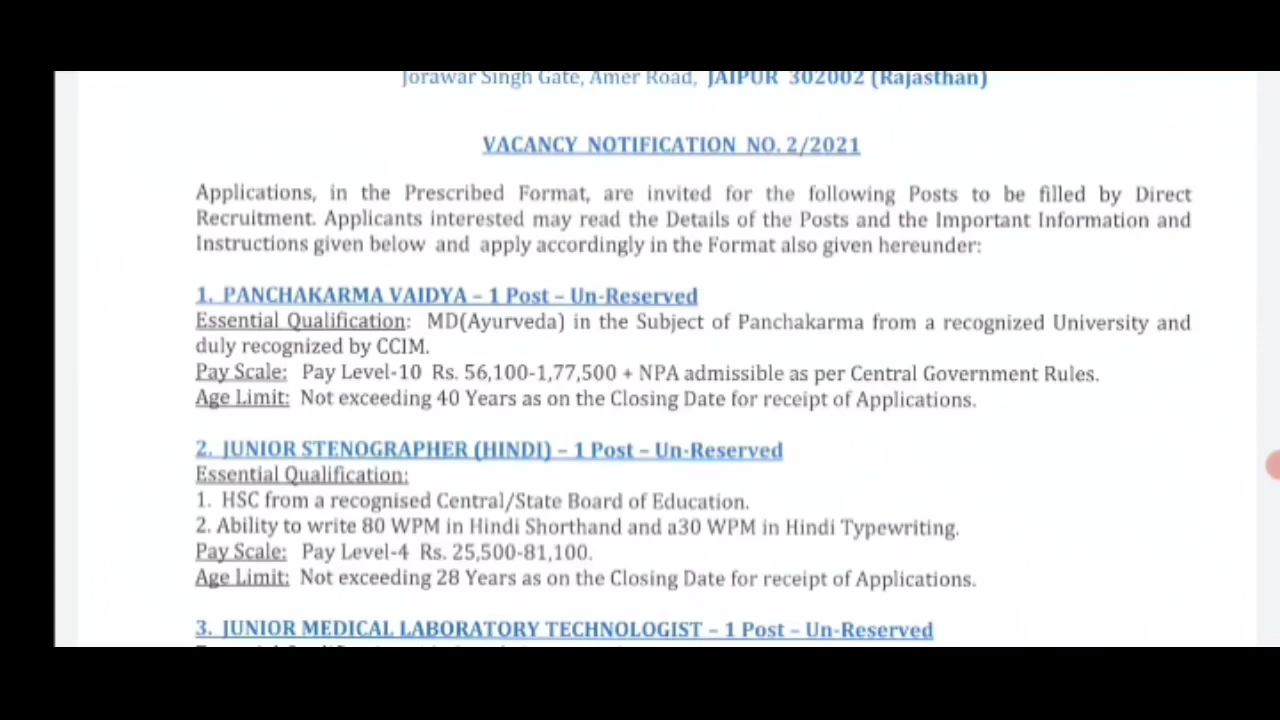 Jorawar Singh Gate, Amer Road, JAIPUR 302002 (Rajasthan)
VACANCY NOTIFICATION NO. 2/2021
Applications, in the Prescribed Format, are invited for the following Posts to be filled by Direct
Recruitment. Applicants interested may read the Details of the Posts and the Important Information and
Instructions given below and apply accordingly in the Format also given hereunder:
1. PANCHAKARMA VAIDYA – 1 Post – Un-Reserved
Essential Qualification: MD(Ayurveda) in the Subject of Panchakarma from a recognized University and
duly recognized by CCIM.
Pay Scale: Pay Level-10 Rs. 56,100-1,77,500 + NPA admissible as per Central Government Rules.
Age Limit: Not exceeding 40 Years as on the Closing Date for receipt of Applications.
2. JUNIOR STENOGRAPHER (HINDI) – 1 Post – Un-Reserved
Essential Qualification:
1. HSC from a recognised Central/State Board of Education.
2. Ability to write 80 WPM in Hindi Shorthand and a30 WPM in Hindi Typewriting.
Pay Scale: Pay Level-4 Rs. 25,500-81,100.
Age Limit: Not exceeding 28 Years as on the Closing Date for receipt of Applications.
3. JUNIOR MEDICAL LABORATORY TECHNOLOGIST – 1 Post – Un-Reserved